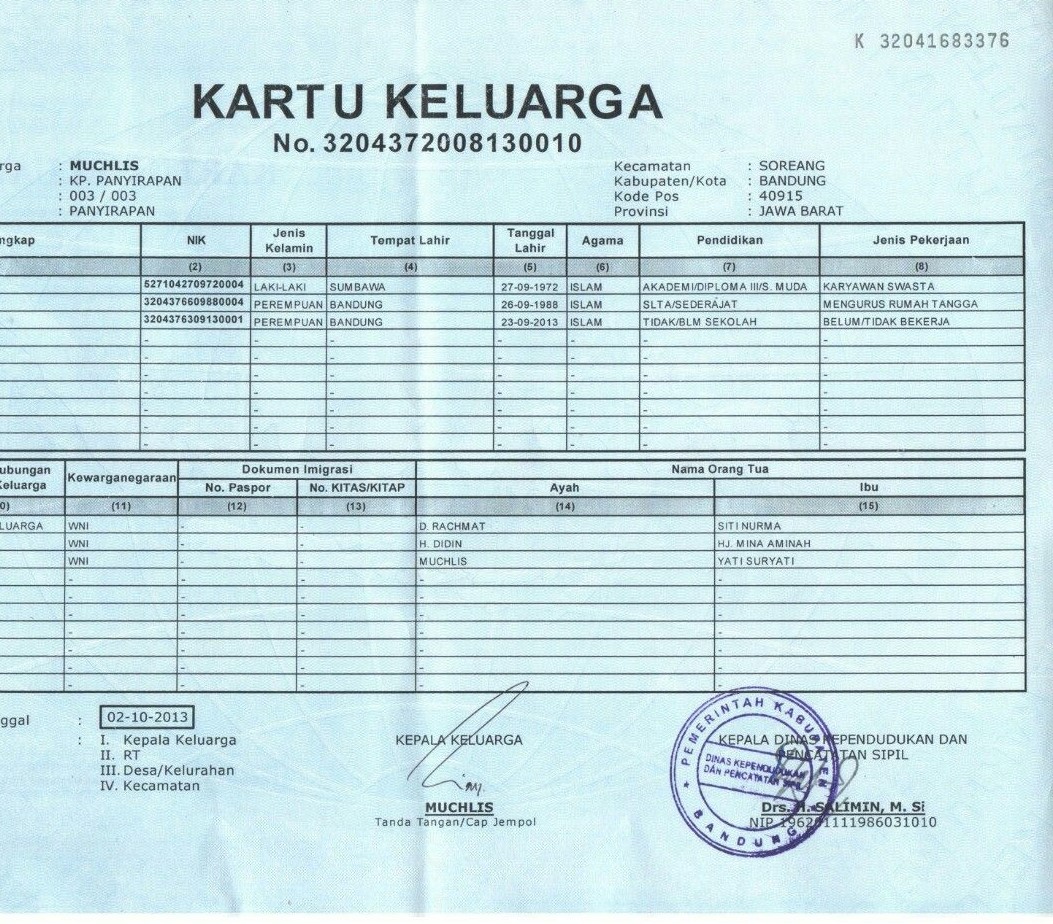 K 32041683376
KARTU KELUARGA
No. 3204372008130010
rga : MUCHLIS Kecamatan : SOREANG
: KP. PANYIRAPAN Kabupaten/Kota : BANDUNG
: 003 / 003 Kode Pos : 40915
: PANYIRAPAN Provinsi : JAWA BARAT
ngkap NIK Jenis Kelamin Tempat Lahir Tanggal Lahir Agama Pendidikan Jenis Pekerjaan
(2) (3) (4) (5) (6) (7) (8)
5271042709720004 LAKI-LAKI SUMBAWA 27-09-1972 ISLAM AKADEMI/DIPLOMA III/S. MUDA KARYAWAN SWASTA
3204376609880004 PEREMPUAN BANDUNG 26-09-1988 ISLAM SLTA/SEDERAJAT MENGURUS RUMAH TANGGA
3204376309130001 PEREMPUAN BANDUNG 23-09-2013 ISLAM TIDAK/BLM SEKOLAH BELUM/TIDAK BEKERJA
- - - - - - -
- - - - - - -
- - - - - - -
- - - - - - -
- - - - - - -
- - - - - - -
- - - - - - -
ubungan Keluarga Kewarganegaraan Dokumen Imigrasi Nama Orang Tua
No. Paspor No. KITAS/KITAP Ayah Ibu
0) (11) (12) (13) (14) (15)
LUARGA WNI - - D. RACHMAT SITI NURMA
WNI - - H. DIDIN HJ. MINA AMINAH
WNI - - MUCHLIS YATI SURYATI
- - - - -
- - - - -
- - - - -
- - - - -
- - - - -
- - - - -
- - - - -
ggal : 02-10-2013
: I. Kepala Keluarga
II. RT
III. Desa/Kelurahan
IV. Kecamatan
KEPALA KELUARGA
MUCHLIS
Tanda Tangan/Cap Jempol
KEPALA DINAS KEPENDUDUKAN DAN
PENCATATAN SIPIL
Drs. H. SALIMIN, M. Si
NIP 196201111986031010
PEMERINTAH KABUPATEN
DINAS KEPENDUDUKAN
DAN PENCATATAN SIPIL
BANDUNG